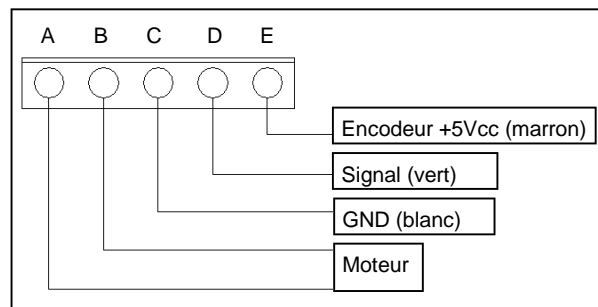 A B C D E
Encodeur +5Vcc (marron)
Signal (vert)
GND (blanc)
Moteur